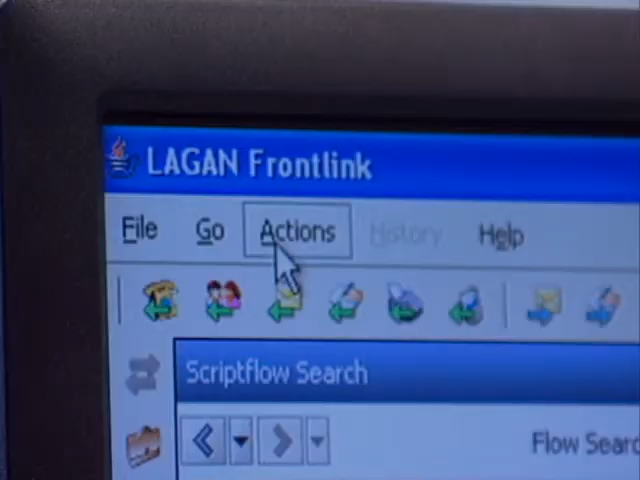 LAGAN Frontlink
File Go Actions History Help
Scriptflow Search
Flow Searc